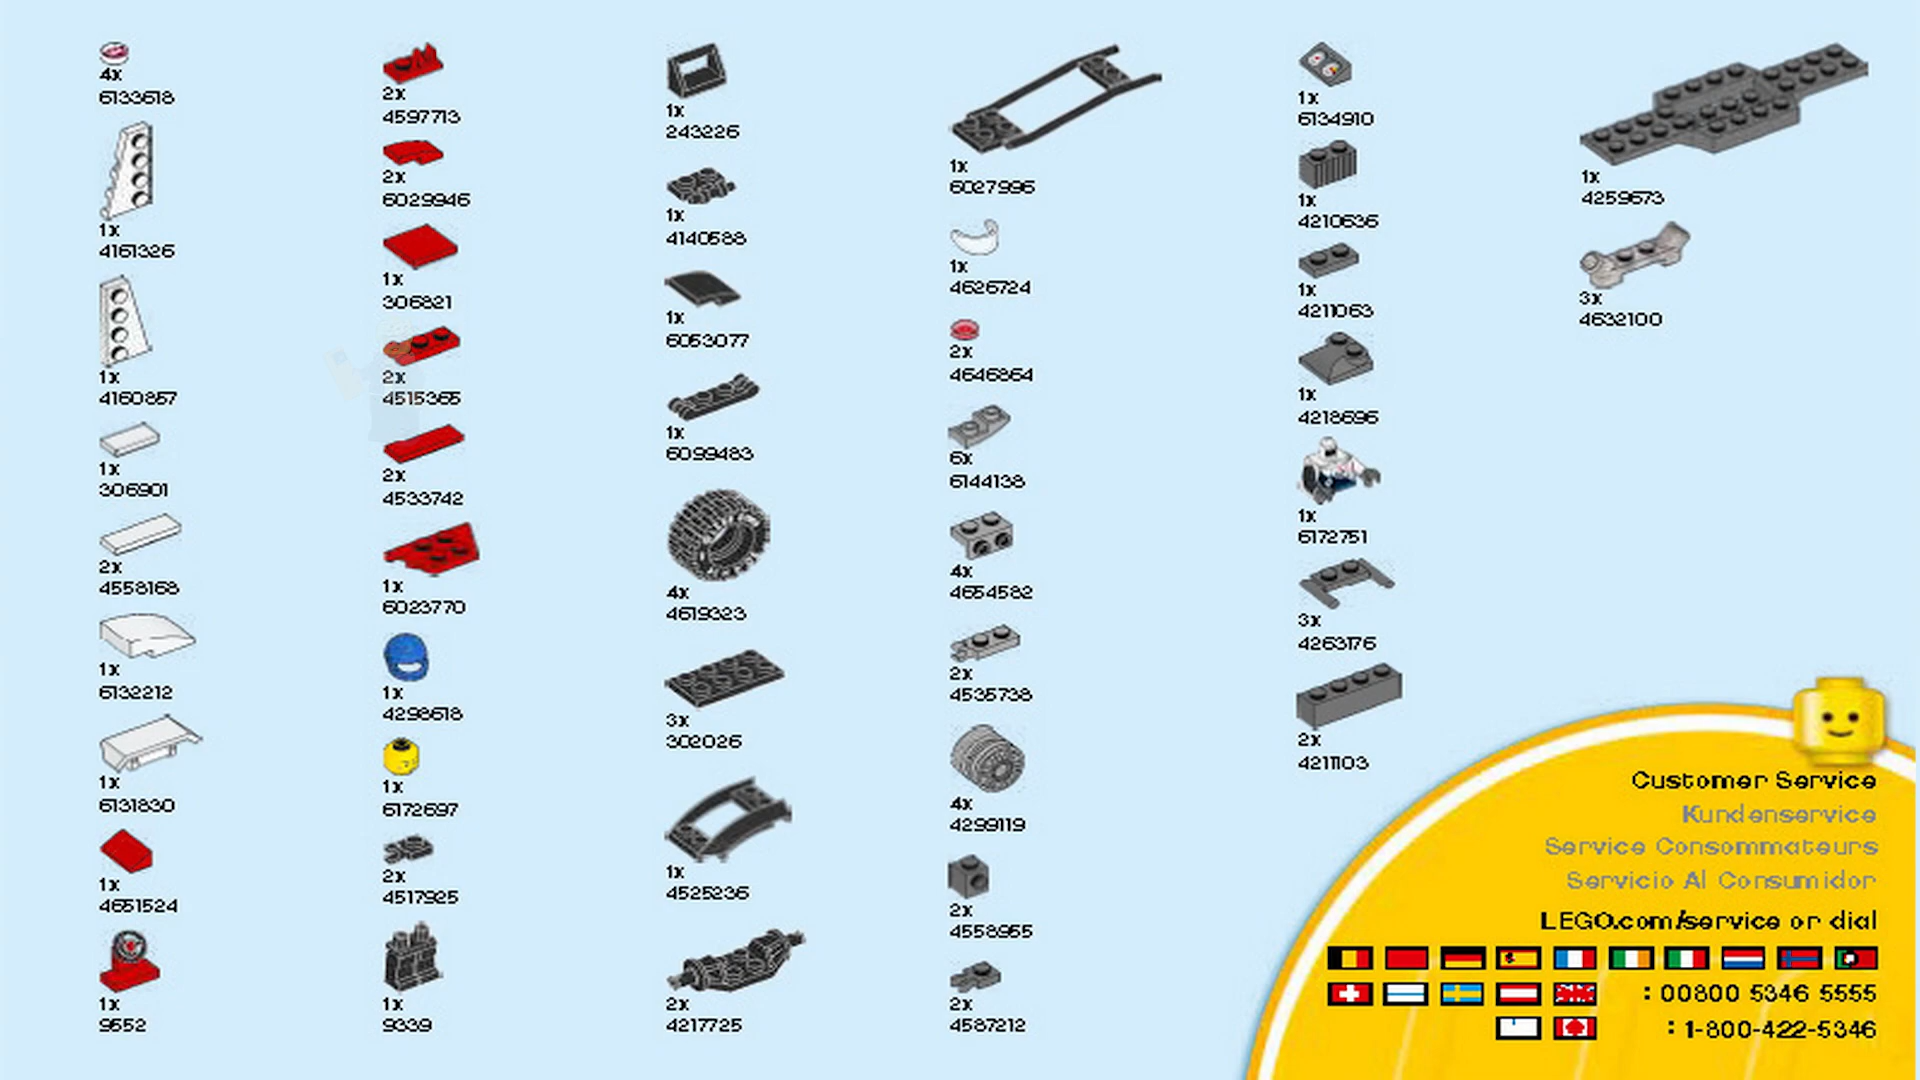 4x
6133618
1x
4161326
1x
4160857
1x
306901
2x
4558168
1x
6132212
1x
6131830
1x
4651524
1x
9552
2x
4597713
2x
6029946
1x
306821
2x
4515365
2x
4533742
1x
6023770
1x
4298618
1x
6172697
2x
4517925
1x
9339
1x
243226
1x
4140588
1x
6053077
1x
6099483
4x
4619323
3x
302026
1x
4525236
2x
4217725
1x
6027995
1x
4626724
2x
4646864
6x
6144138
4x
4654582
2x
4535738
4x
4299119
2x
4558955
2x
4587212
1x
6134910
1x
4210636
1x
4211063
1x
4218696
1x
6172751
3x
4263176
2x
4211103
1x
4259673
3x
4632100
Customer Service
Kundenservice
Service Consommateurs
Servicio Al Consumidor
LEGO.com/service or dial
: 00800 5346 5555
: 1-800-422-5346